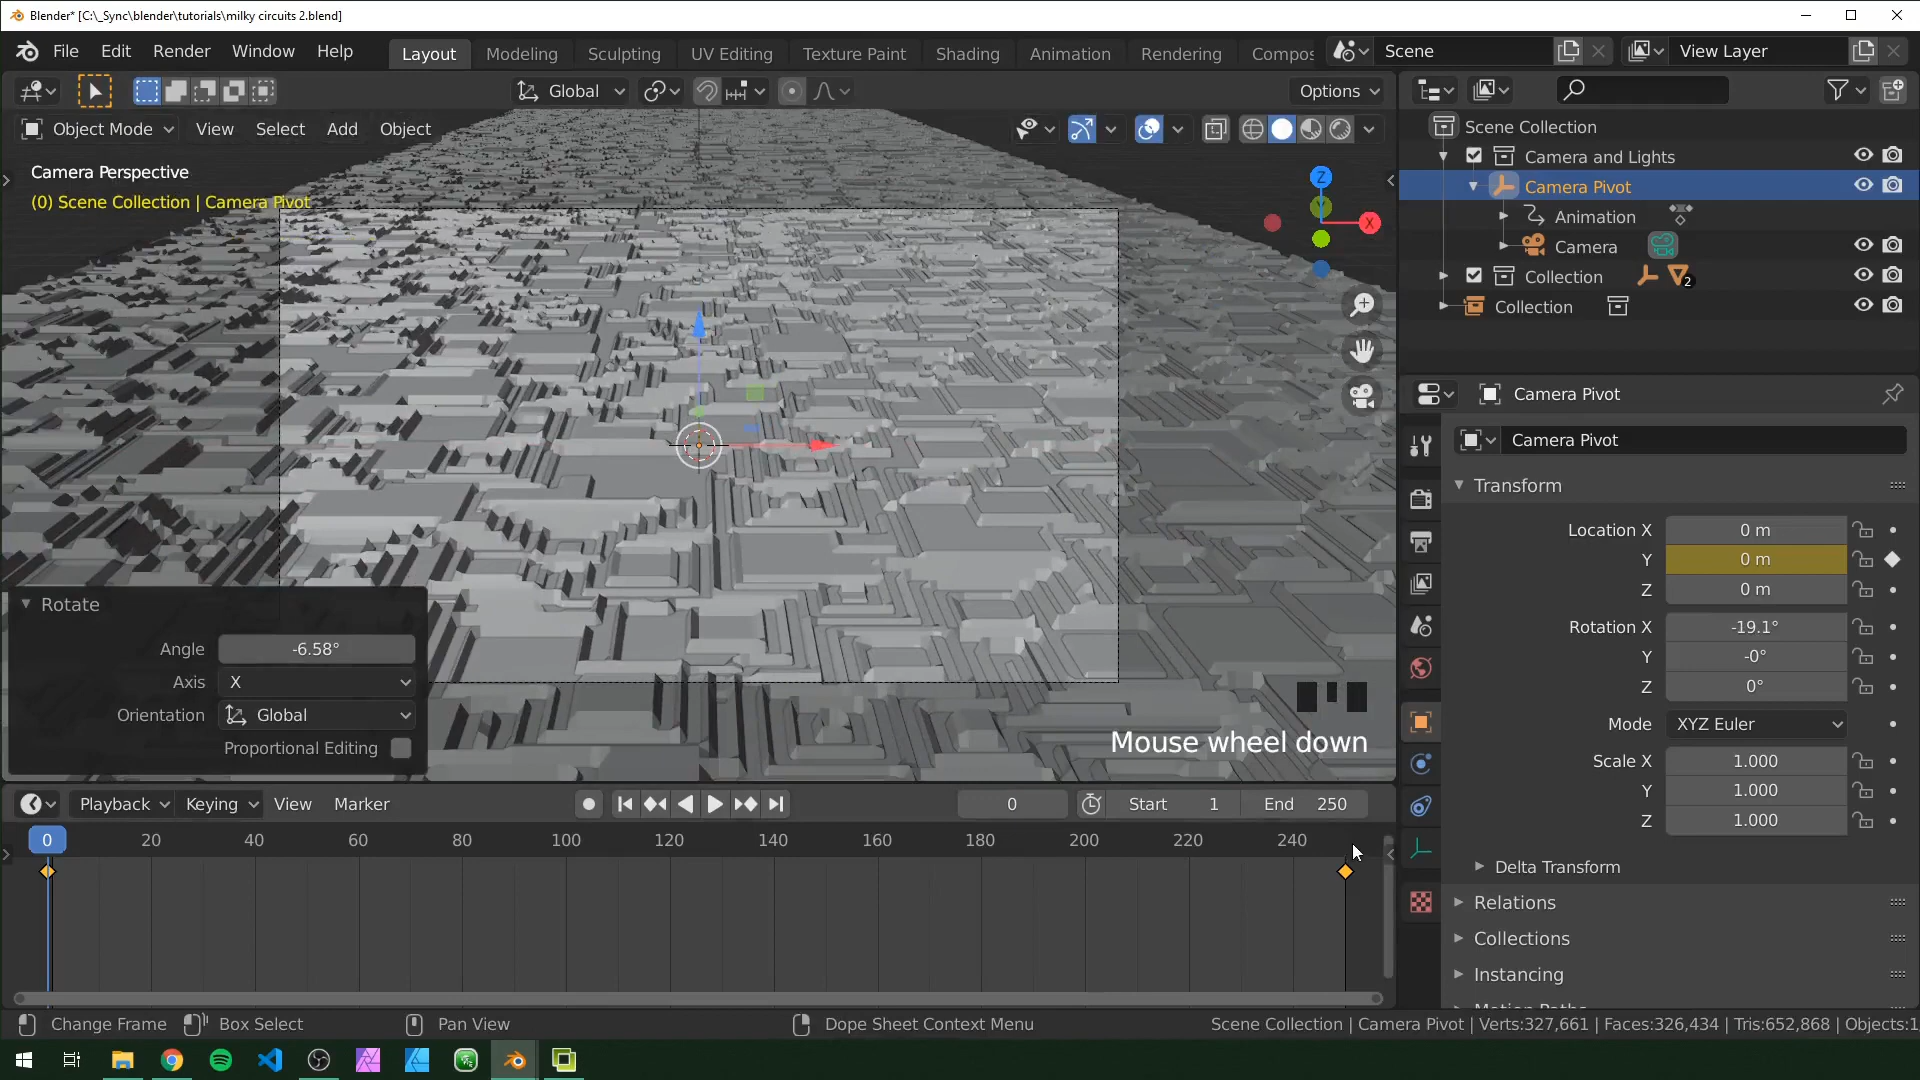 Blender* [C:\_Sync\blender\tutorials\milky circuits 2.blend]
File Edit Render Window Help Layout Modeling Sculpting UV Editing Texture Paint Shading Animation Rendering Compos Scene View Layer
Global Options
Object Mode View Select Add Object
Camera Perspective
(0) Scene Collection | Camera Pivot
Z
Y
X
Scene Collection
Camera and Lights
Camera Pivot
Animation
Camera
Collection 2
Collection
Camera Pivot
Camera Pivot
Transform
Location X 0 m
Y 0 m
Z 0 m
Rotation X -19.1°
Y -0°
Z 0°
Mode XYZ Euler
Scale X 1.000
Y 1.000
Z 1.000
Delta Transform
Relations
Collections
Instancing
Motion Paths
Rotate
Angle -6.58°
Axis X
Orientation Global
Proportional Editing
Mouse wheel down
Playback Keying View Marker 0 Start 1 End 250
0 20 40 60 80 100 120 140 160 180 200 220 240
Change Frame Box Select Pan View Dope Sheet Context Menu Scene Collection | Camera Pivot | Verts:327,661 | Faces:326,434 | Tris:652,868 | Objects:1